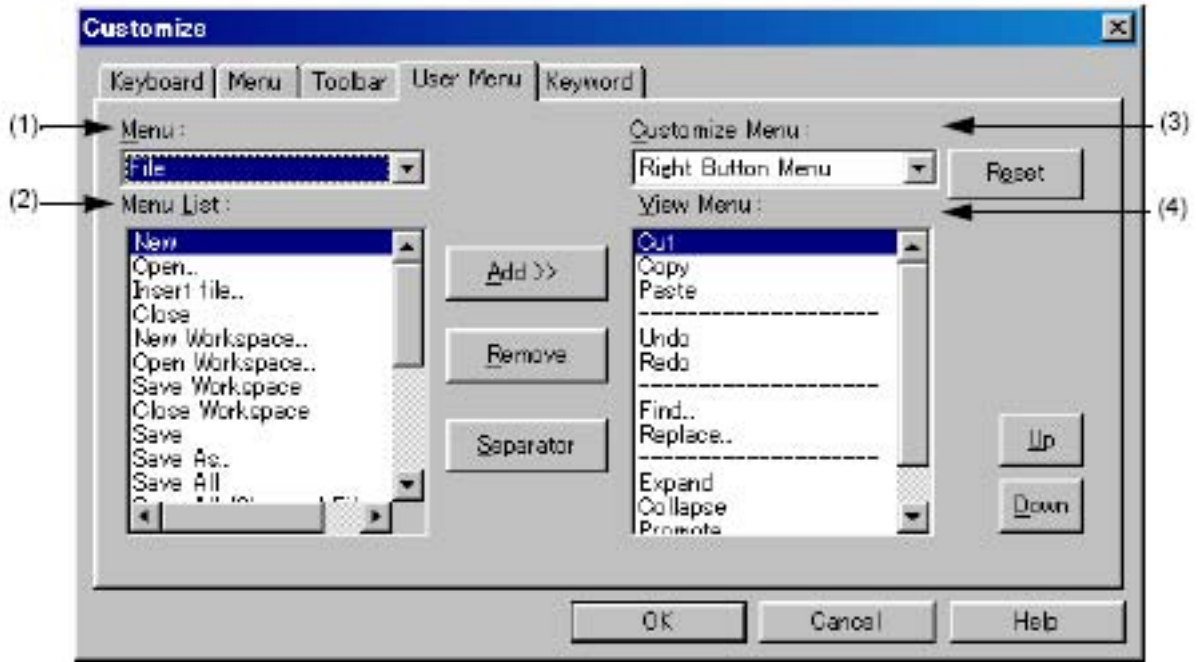 Customize
Keyboard Menu Toolbar User Menu Keyword
(1) Menu :
File
(2) Menu List :
New
Open..
Insert file..
Close
New Workspace..
Open Workspace..
Save Workspace
Close Workspace
Save
Save As..
Save All
Add >>
Remove
Separator
Customize Menu : (3)
Right Button Menu
Reset
View Menu : (4)
Cut
Copy
Paste
--------------------
Undo
Redo
--------------------
Find..
Replace..
--------------------
Expand
Collapse
Promote
Up
Down
OK Cancel Help